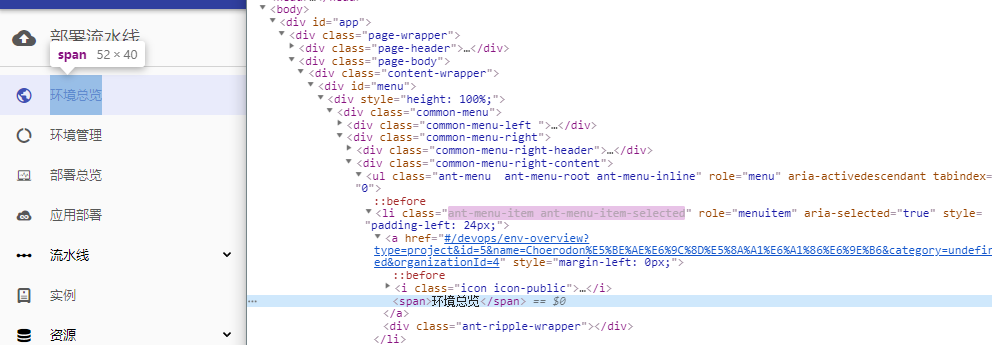 部署流水线
span 52 × 40
环境总览
环境管理
部署总览
应用部署
流水线
实例
资源
<body>
<div id="app">
<div class="page-wrapper">
<div class="page-header">…</div>
<div class="page-body">
<div class="content-wrapper">
<div id="menu">
<div style="height: 100%;">
<div class="common-menu">
<div class="common-menu-left ">…</div>
<div class="common-menu-right">
<div class="common-menu-right-header">…</div>
<div class="common-menu-right-content">
<ul class="ant-menu  ant-menu-root ant-menu-inline" role="menu" aria-activedescendant tabindex=
"0">
::before
<li class="ant-menu-item ant-menu-item-selected" role="menuitem" aria-selected="true" style=
"padding-left: 24px;">
<a href="#/devops/env-overview?
type=project&id=5&name=Choerodon%E5%BE%AE%E6%9C%8D%E5%8A%A1%E6%A1%86%E6%9E%B6&category=undefin
ed&organizationId=4" style="margin-left: 0px;">
::before
<i class="icon icon-public">…</i>
… <span>环境总览</span> == $0
</a>
<div class="ant-ripple-wrapper"></div>
</li>